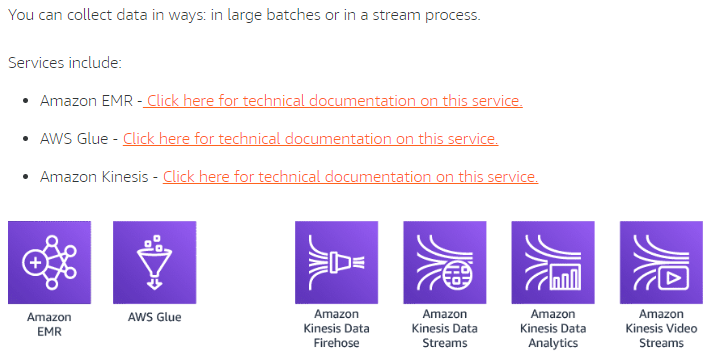 You can collect data in ways: in large batches or in a stream process.
Services include:
• Amazon EMR - Click here for technical documentation on this service.
• AWS Glue - Click here for technical documentation on this service.
• Amazon Kinesis - Click here for technical documentation on this service.
Amazon
EMR
AWS Glue
Amazon
Kinesis Data
Firehose
Amazon
Kinesis Data
Streams
Amazon
Kinesis Data
Analytics
Amazon
Kinesis Video
Streams